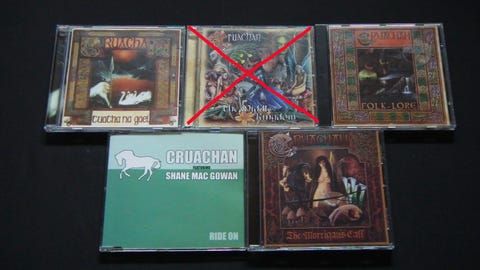 CRUACHAN
Tuatha na gael
CRUACHAN
The Middle
Kingdom
CRUACHAN
FOLK-LORE
CRUACHAN
FEATURING
SHANE MAC GOWAN
RIDE ON
CRUACHAN
The Morrigan's Call